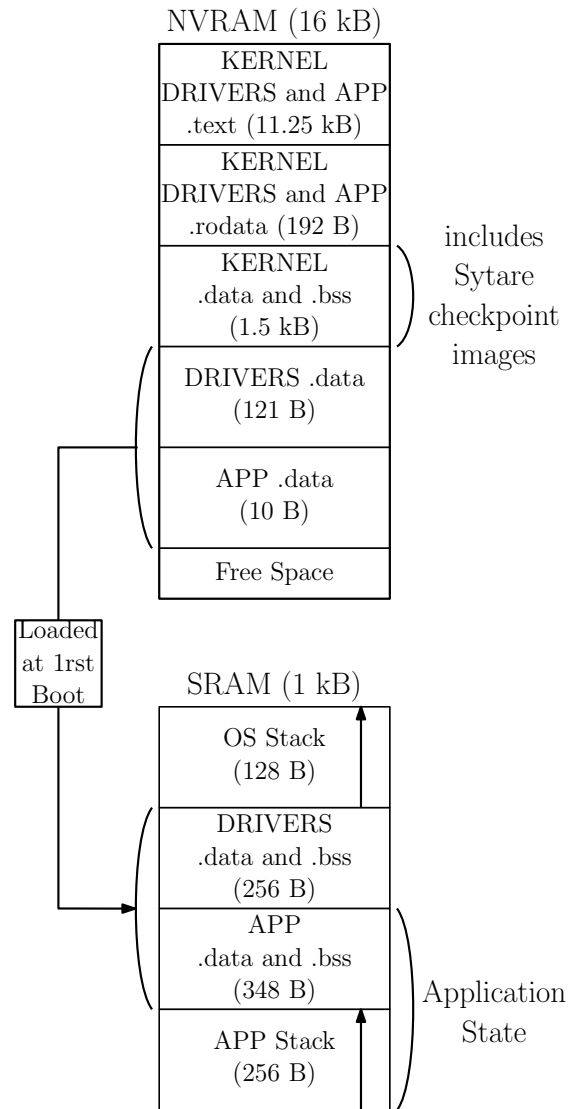 NVRAM (16 kB)
KERNEL
DRIVERS and APP
.text (11.25 kB)
KERNEL
DRIVERS and APP
.rodata (192 B)
KERNEL
.data and .bss
(1.5 kB)
includes
Sytare
checkpoint
images
DRIVERS .data
(121 B)
APP .data
(10 B)
Free Space
Loaded
at 1rst
Boot
SRAM (1 kB)
OS Stack
(128 B)
DRIVERS
.data and .bss
(256 B)
APP
.data and .bss
(348 B)
APP Stack
(256 B)
Application
State